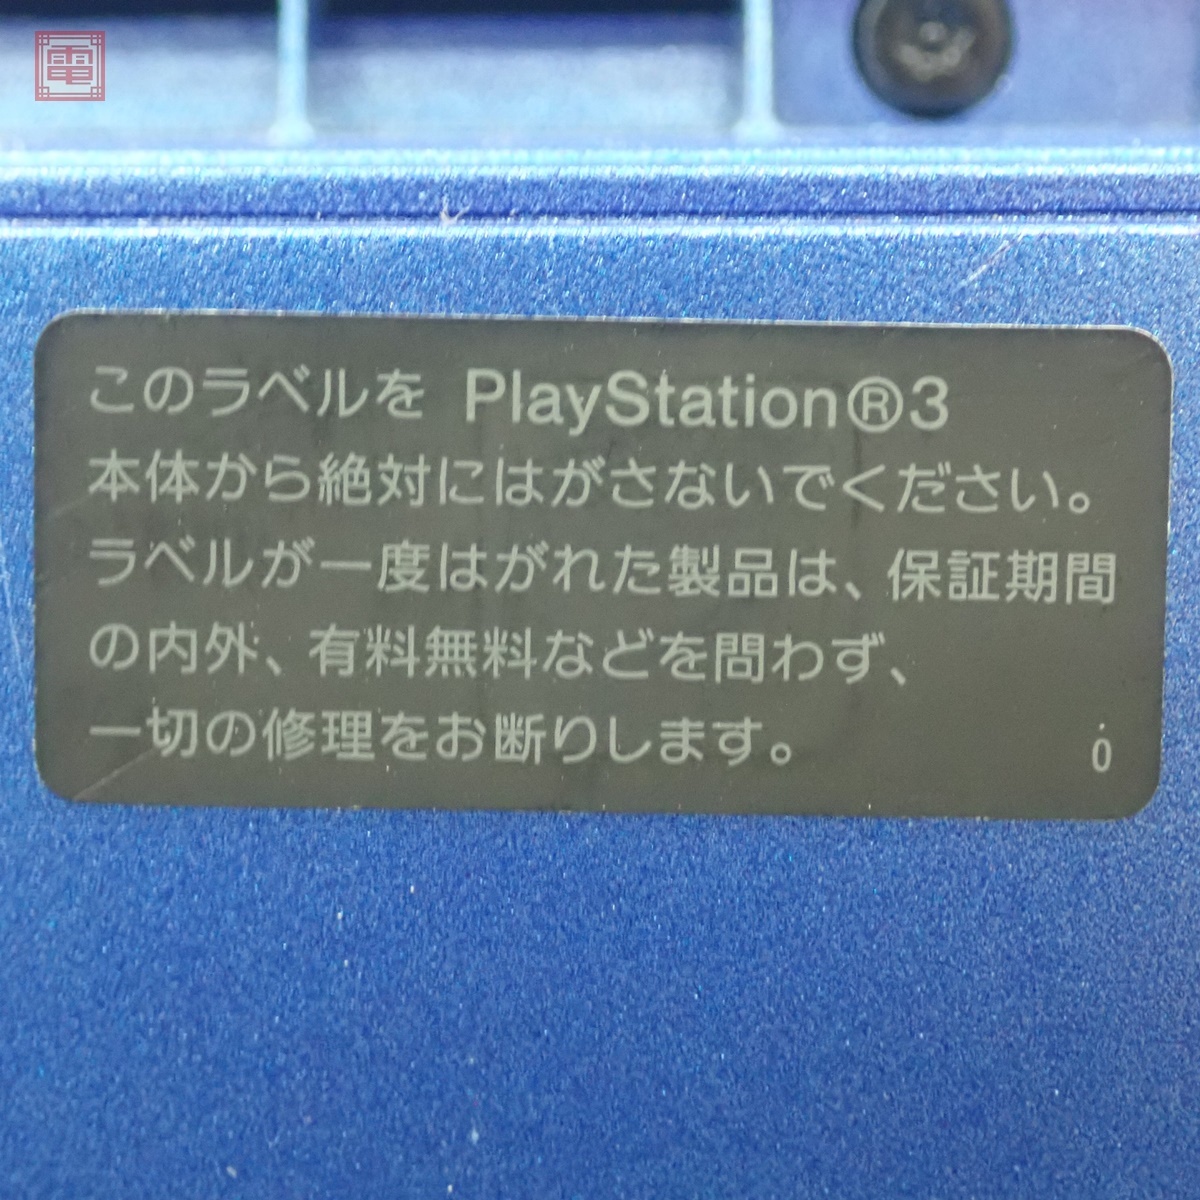 電
このラベルを PlayStation®3
本体から絶対にはがさないでください。
ラベルが一度はがれた製品は、保証期間
の内外、有料無料などを問わず、
一切の修理をお断りします。
0